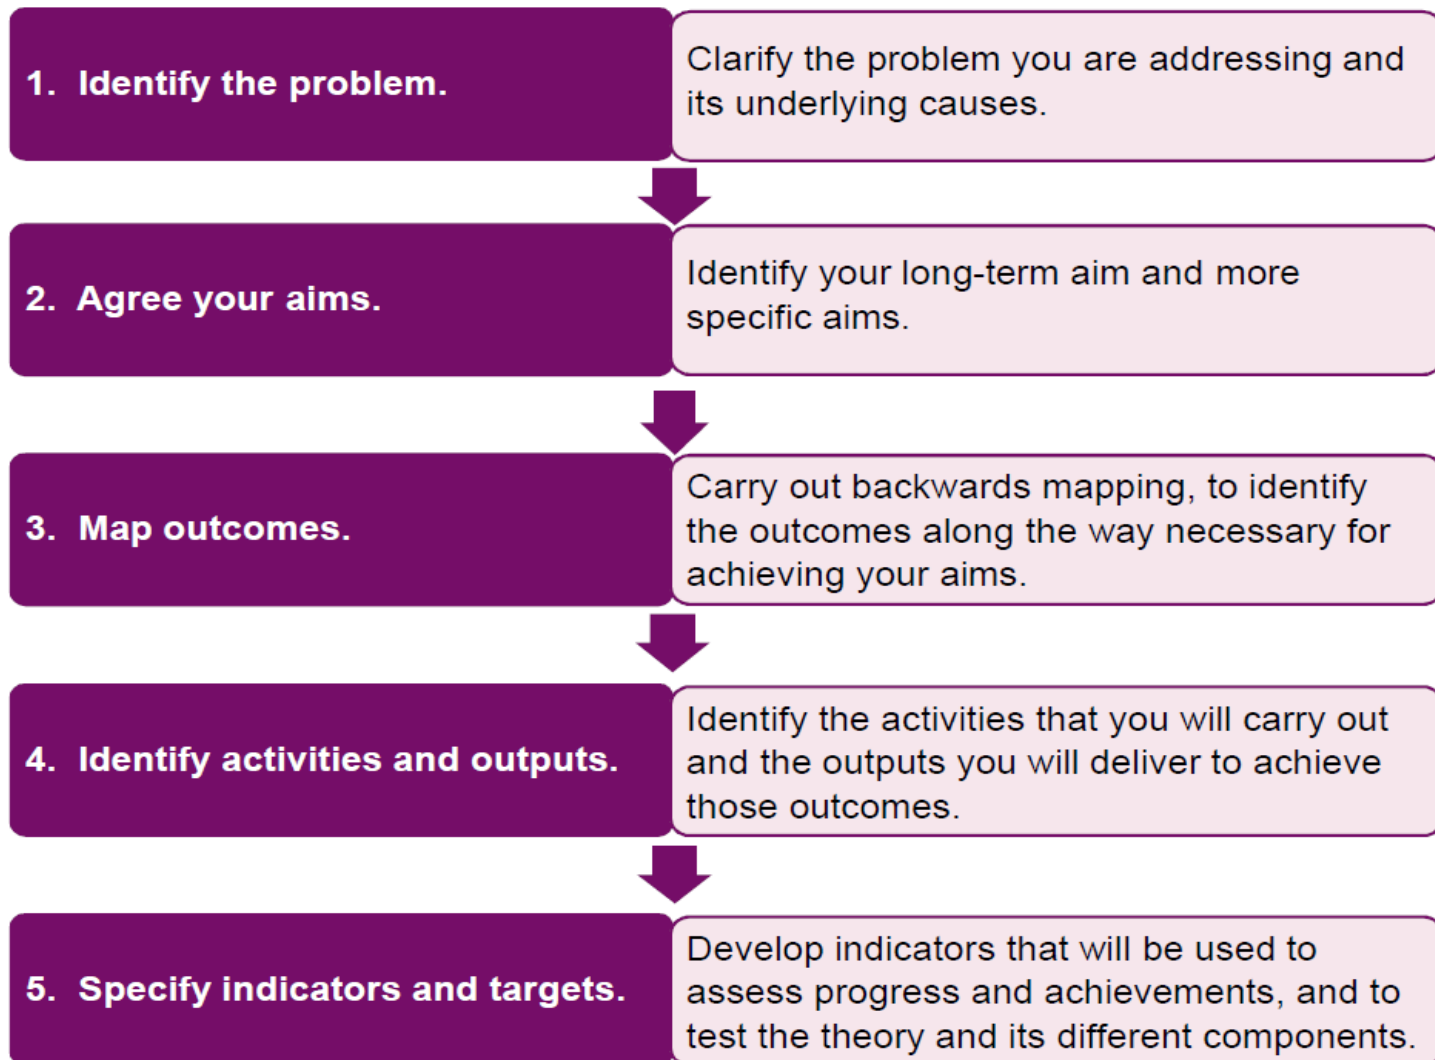 1. Identify the problem.
Clarify the problem you are addressing and
its underlying causes.
2. Agree your aims.
Identify your long-term aim and more
specific aims.
3. Map outcomes.
Carry out backwards mapping, to identify
the outcomes along the way necessary for
achieving your aims.
4. Identify activities and outputs.
Identify the activities that you will carry out
and the outputs you will deliver to achieve
those outcomes.
5. Specify indicators and targets.
Develop indicators that will be used to
assess progress and achievements, and to
test the theory and its different components.